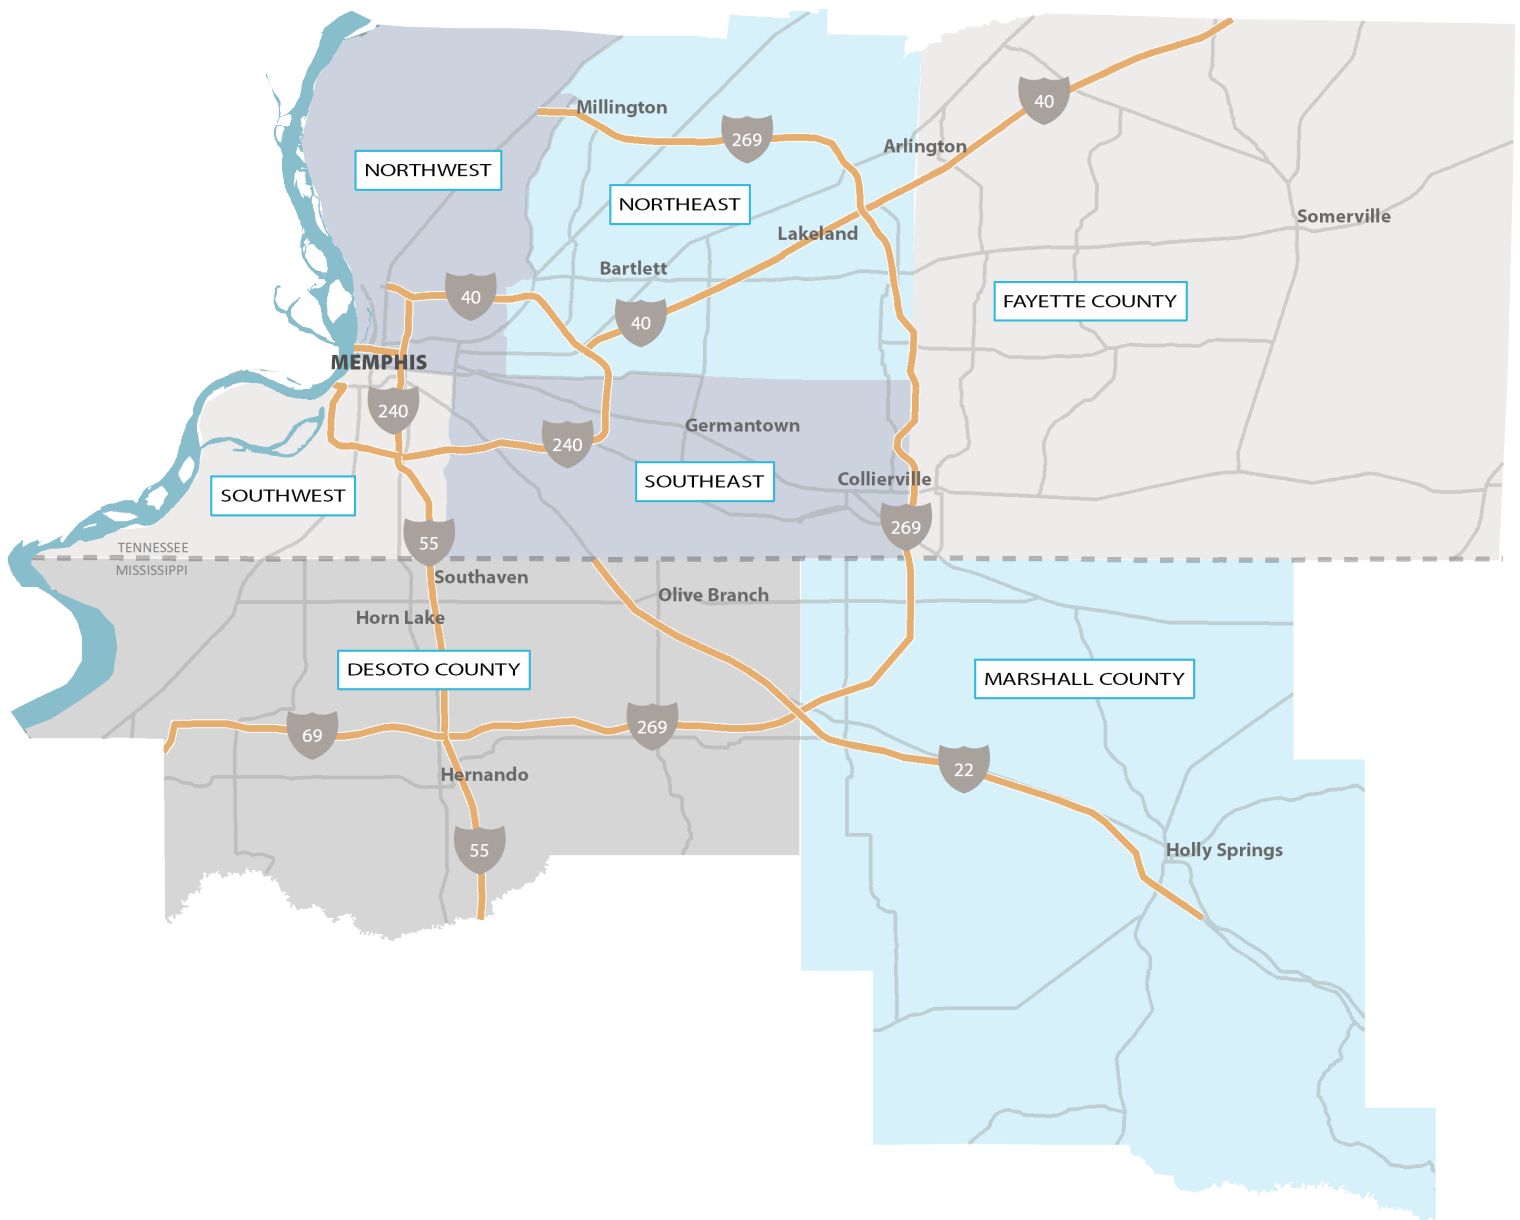 40
Millington
269
Arlington
NORTHWEST
NORTHEAST
Somerville
Lakeland
Bartlett
40
FAYETTE COUNTY
40
MEMPHIS
240
Germantown
240
SOUTHEAST
Collierville
SOUTHWEST
269
55
TENNESSEE
MISSISSIPPI
Southaven
Olive Branch
Horn Lake
DESOTO COUNTY
MARSHALL COUNTY
69
269
22
Hernando
55
Holly Springs